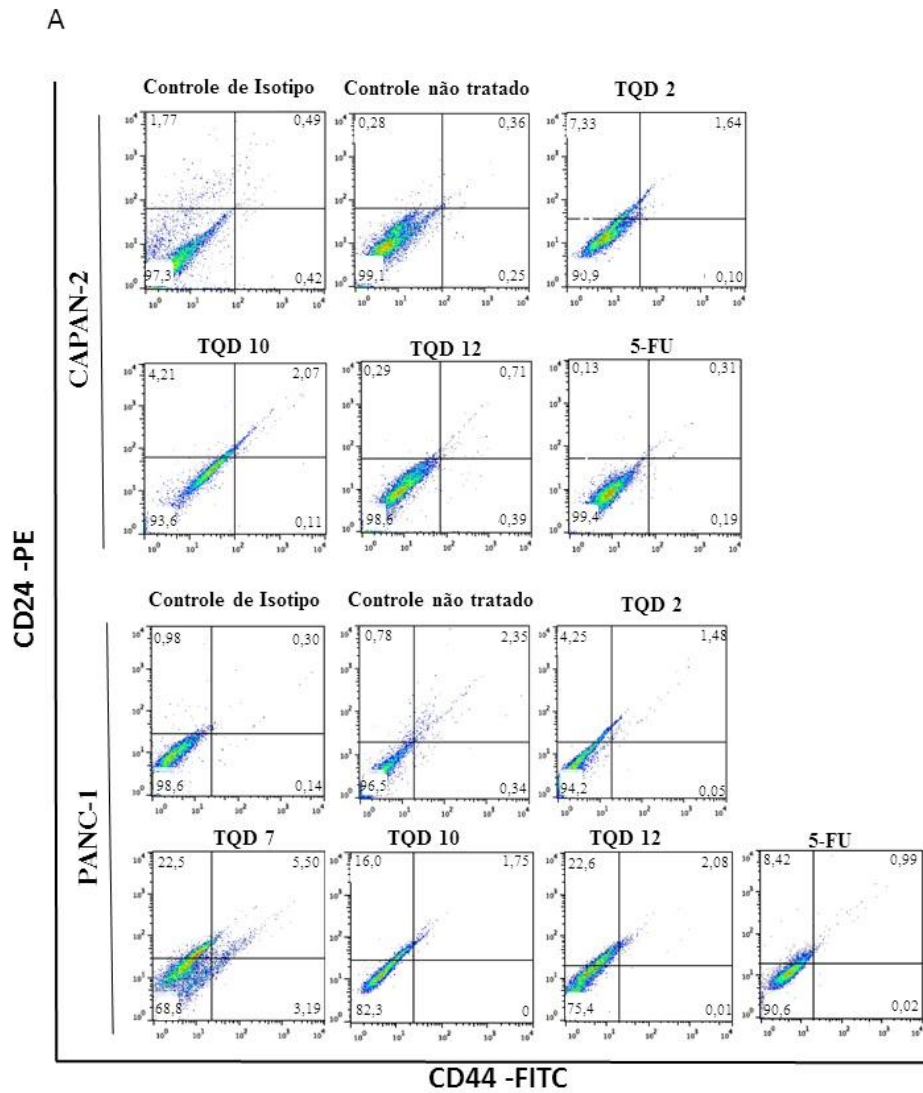 A
Controle de Isotipo
Controle não tratado
TQD 2
1,77 0,49
97,3 0,42
0,28 0,36
99,1 0,25
7,33 1,64
90,9 0,10
CAPAN-2
TQD 10
TQD 12
5-FU
4,21 2,07
93,6 0,11
0,29 0,71
98,6 0,39
0,13 0,31
99,4 0,19
CD24 -PE
Controle de Isotipo
Controle não tratado
TQD 2
0,98 0,30
98,6 0,14
0,78 2,35
96,5 0,34
4,25 1,48
94,2 0,05
PANC-1
TQD 7
TQD 10
TQD 12
5-FU
22,5 5,50
68,8 3,19
16,0 1,75
82,3 0
22,6 2,08
75,4 0,01
8,42 0,99
90,6 0,02
CD44 -FITC